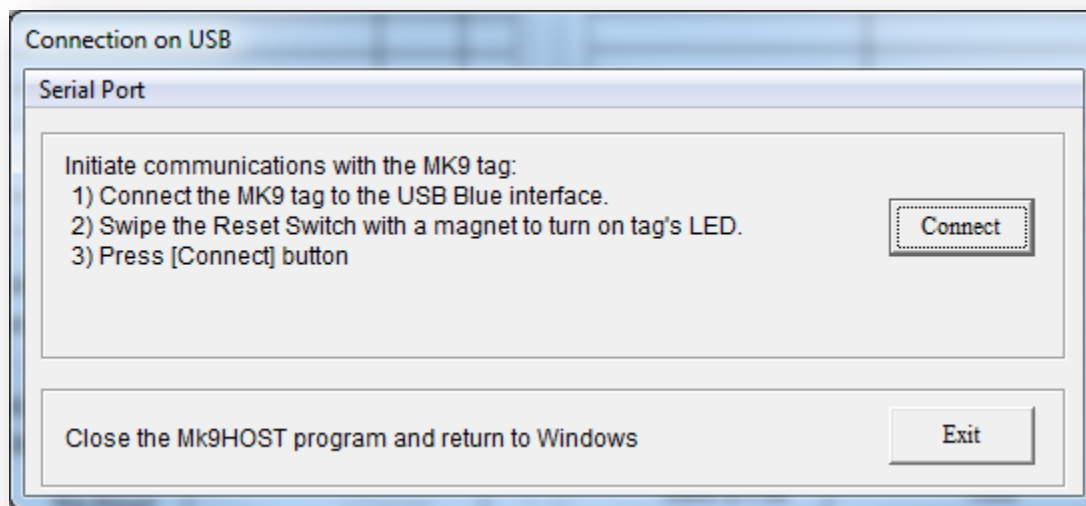 Connection on USB
Serial Port
Initiate communications with the MK9 tag:
1) Connect the MK9 tag to the USB Blue interface.
2) Swipe the Reset Switch with a magnet to turn on tag's LED.
3) Press [Connect] button
Connect
Close the Mk9HOST program and return to Windows
Exit